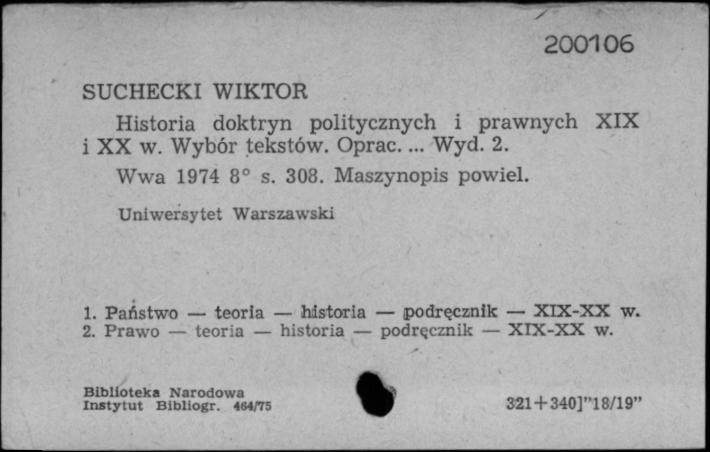 200106
SUCHECKI WIKTOR
Historia doktryn politycznych i prawnych XIX
i XX w. Wybór tekstów. Oprac. ... Wyd. 2.
Wwa 1974 8° s. 308. Maszynopis powiel.
Uniwersytet Warszawski
1. Państwo — teoria — historia — podręcznik — XIX-XX w.
2. Prawo — teoria — historia — podręcznik — XIX-XX w.
Biblioteka Narodowa
Instytut Bibliogr. 464/75
321+340]"18/19"